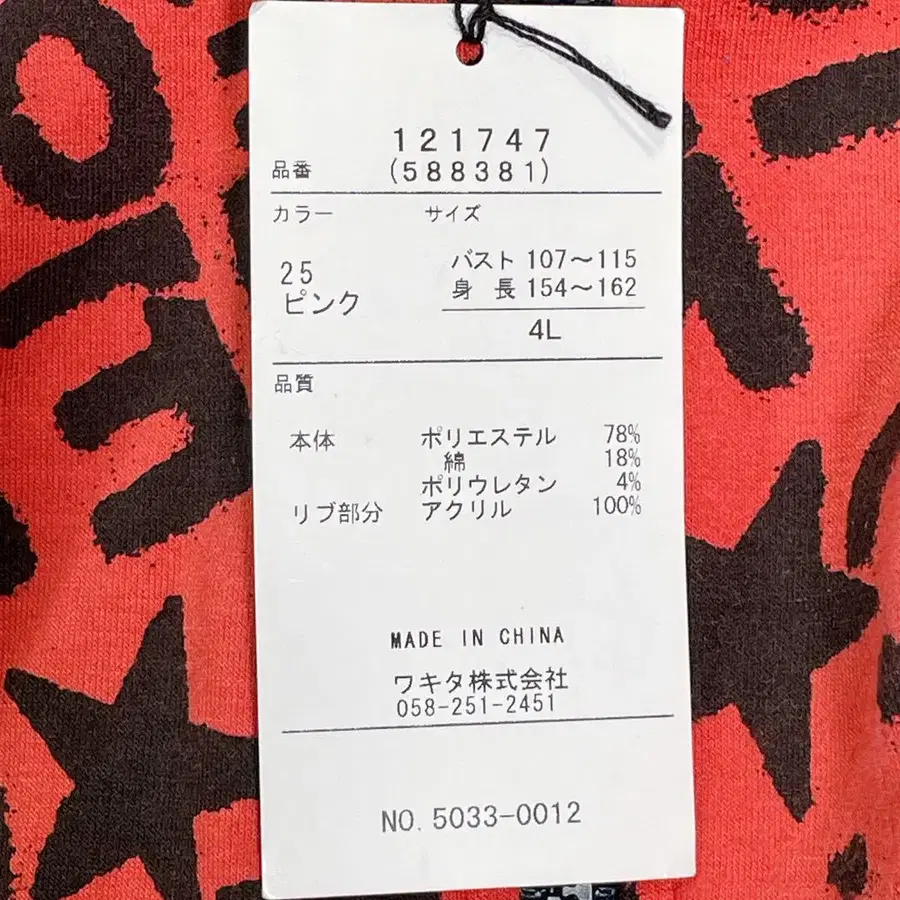 121747
品番 (588381)
カラー サイズ
バスト 107〜115
25
身 長 154〜162
ピンク
4L
品質
本体 ポリエステル 78%
綿 18%
ポリウレタン 4%
リブ部分 アクリル 100%
MADE IN CHINA
ワキタ株式会社
058-251-2451
NO. 5033-0012